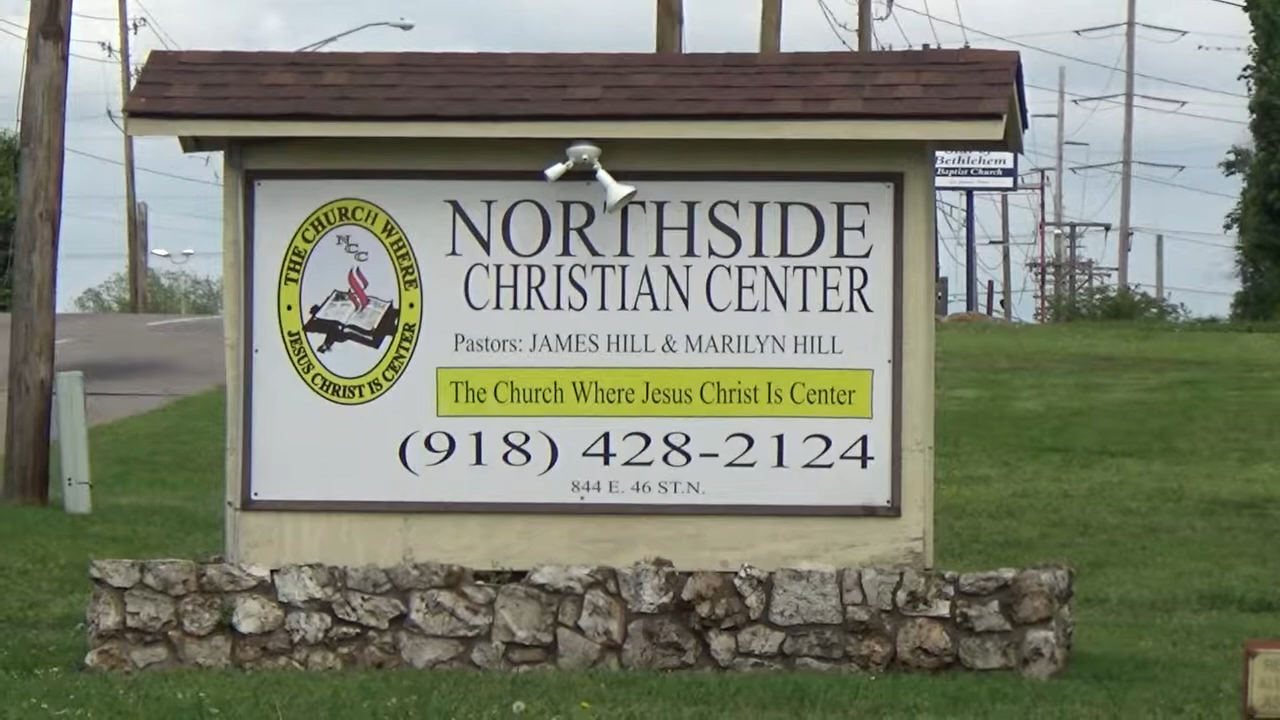 THE CHURCH WHERE
NCC
JESUS CHRIST IS CENTER
NORTHSIDE
CHRISTIAN CENTER
Pastors: JAMES HILL & MARILYN HILL
The Church Where Jesus Christ Is Center
(918) 428-2124
844 E. 46 ST.N.
Bethlehem
Baptist Church